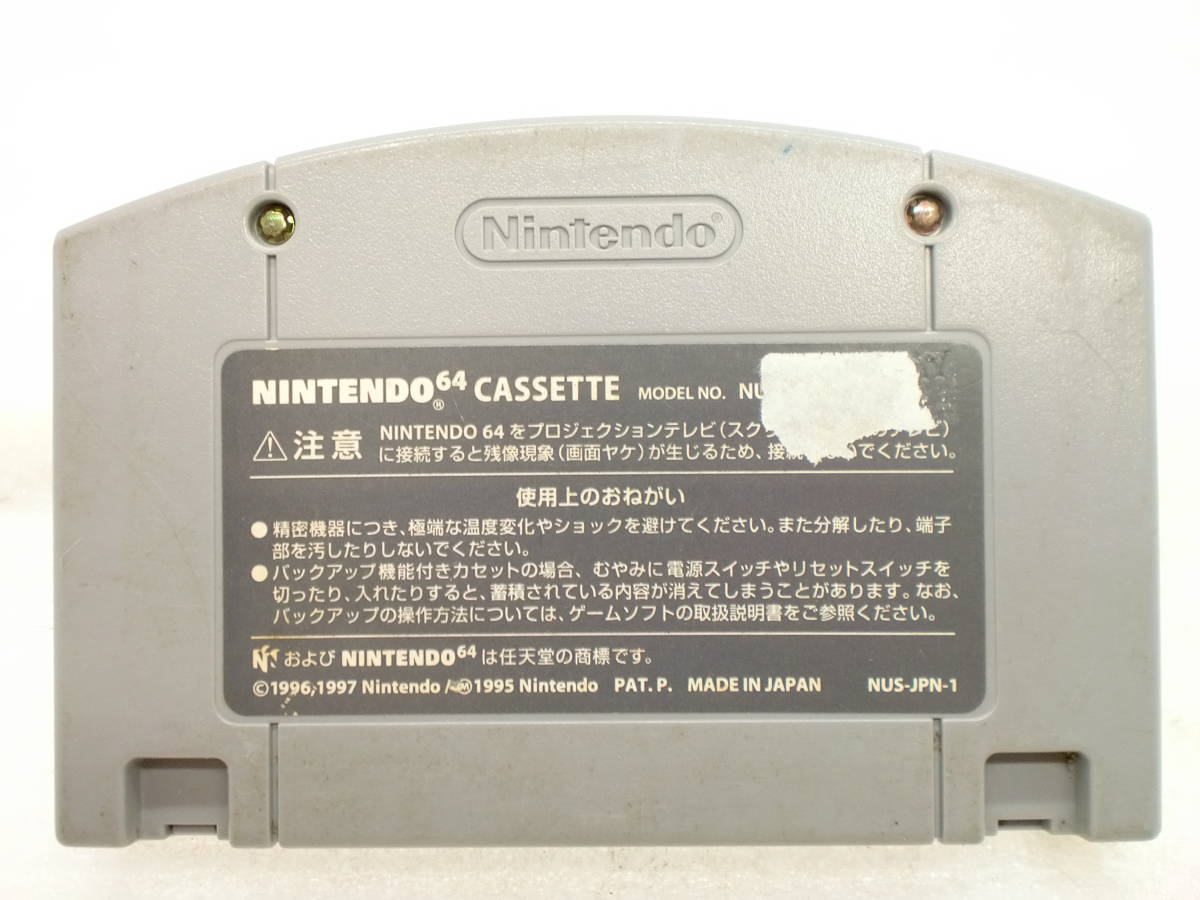 Nintendo®
NINTENDO64® CASSETTE MODEL NO. NU
⚠注意 NINTENDO 64 をプロジェクションテレビ(スク
に接続すると残像現象(画面ヤケ)が生じるため、接 でください。
使用上のおねがい
●精密機器につき、極端な温度変化やショックを避けてください。また分解したり、端子
部を汚したりしないでください。
●バックアップ機能付きカセットの場合、むやみに電源スイッチやリセットスイッチを
切ったり、入れたりすると、蓄積されている内容が消えてしまうことがあります。なお、
バックアップの操作方法については、ゲームソフトの取扱説明書をご参照ください。
および NINTENDO64 は任天堂の商標です。
©1996,1997 Nintendo / 1995 Nintendo PAT. P. MADE IN JAPAN NUS-JPN-1